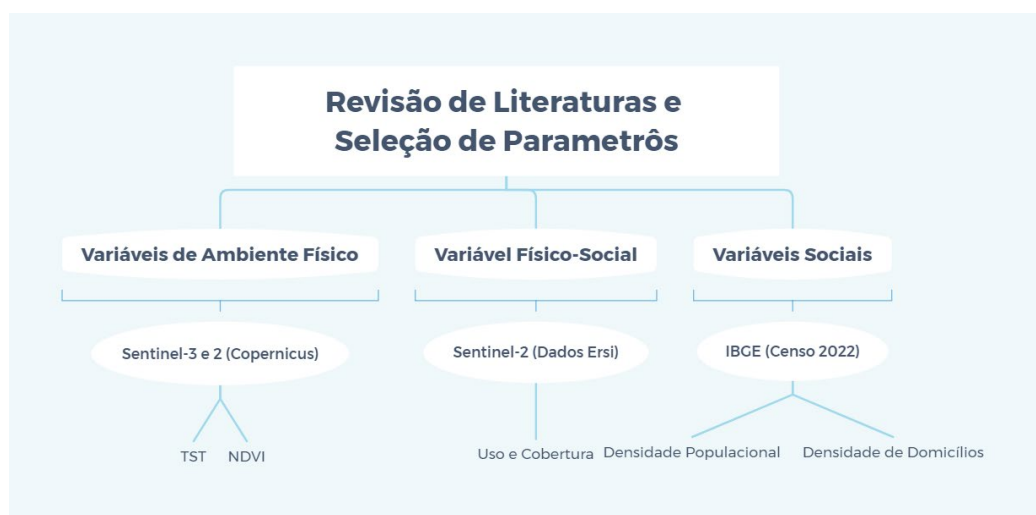 Revisão de Literaturas e
Seleção de Parametrôs
Variáveis de Ambiente Físico
Variável Físico-Social
Variáveis Sociais
Sentinel-3 e 2 (Copernicus)
Sentinel-2 (Dados Ersi)
IBGE (Censo 2022)
TST
NDVI
Uso e Cobertura
Densidade Populacional
Densidade de Domicílios